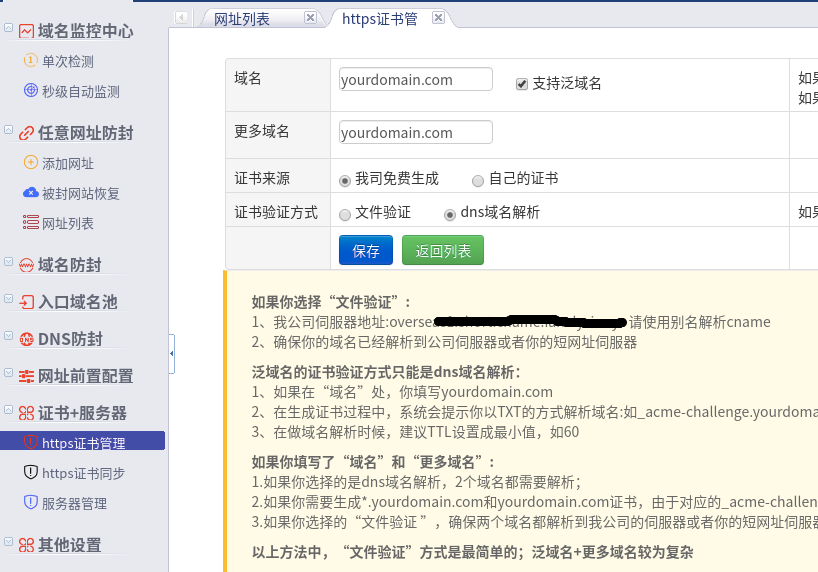 域名监控中心
单次检测
秒级自动监测
任意网址防封
添加网址
被封网站恢复
网址列表
域名防封
入口域名池
DNS防封
网址前置配置
证书+服务器
https证书管理
https证书同步
服务器管理
其他设置
网址列表
https证书管
域名
yourdomain.com
支持泛域名
如果
如果
更多域名
yourdomain.com
证书来源
我司免费生成
自己的证书
证书验证方式
文件验证
dns域名解析
如果
保存
返回列表
如果你选择“文件验证”:
1、我公司伺服器地址:oversea 请使用别名解析cname
2、确保你的域名已经解析到公司伺服器或者你的短网址伺服器
泛域名的证书验证方式只能是dns域名解析:
1、如果在“域名”处，你填写yourdomain.com
2、在生成证书过程中，系统会提示你以TXT的方式解析域名:如_acme-challenge.yourdoma
3、在做域名解析时候，建议TTL设置成最小值，如60
如果你填写了“域名”和“更多域名”:
1.如果你选择的是dns域名解析，2个域名都需要解析；
2.如果你需要生成*.yourdomain.com和yourdomain.com证书，由于对应的_acme-challen
3.如果你选择的“文件验证 ”，确保两个域名都解析到我公司的伺服器或者你的短网址伺服器
以上方法中，“文件验证”方式是最简单的；泛域名+更多域名较为复杂